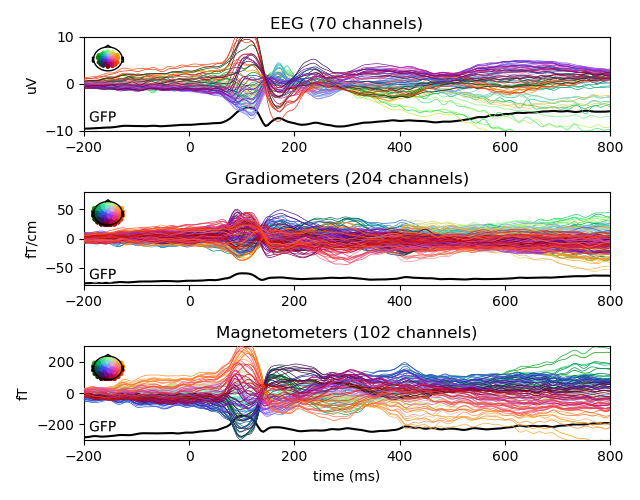 EEG (70 channels)
10
0
−10
uV
GFP
−200 0 200 400 600 800
Gradiometers (204 channels)
50
0
−50
fT/cm
GFP
−200 0 200 400 600 800
Magnetometers (102 channels)
200
0
−200
fT
GFP
−200 0 200 400 600 800
time (ms)